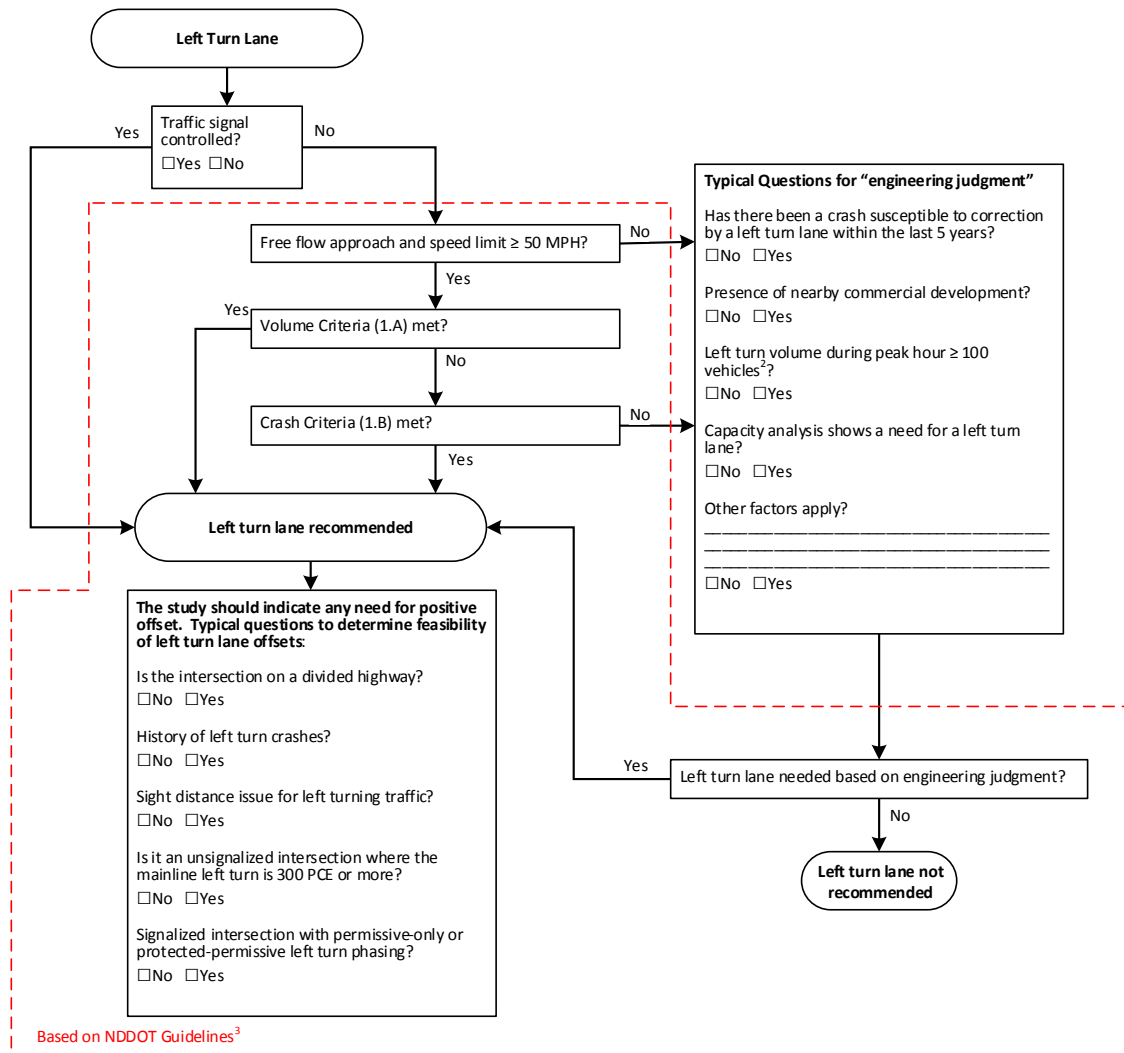 Left Turn Lane
Traffic signal
controlled?
☐Yes ☐No
Yes
No
Free flow approach and speed limit ≥ 50 MPH?
No
Yes
Volume Criteria (1.A) met?
Yes
No
Crash Criteria (1.B) met?
No
Yes
Left turn lane recommended
The study should indicate any need for positive
offset. Typical questions to determine feasibility
of left turn lane offsets:
Is the intersection on a divided highway?
☐No ☐Yes
History of left turn crashes?
☐No ☐Yes
Sight distance issue for left turning traffic?
☐No ☐Yes
Is it an unsignalized intersection where the
mainline left turn is 300 PCE or more?
☐No ☐Yes
Signalized intersection with permissive-only or
protected-permissive left turn phasing?
☐No ☐Yes
Typical Questions for “engineering judgment”
Has there been a crash susceptible to correction
by a left turn lane within the last 5 years?
☐No ☐Yes
Presence of nearby commercial development?
☐No ☐Yes
Left turn volume during peak hour ≥ 100
vehicles²?
☐No ☐Yes
Capacity analysis shows a need for a left turn
lane?
☐No ☐Yes
Other factors apply?
☐No ☐Yes
Left turn lane needed based on engineering judgment?
Yes
No
Left turn lane not
recommended
Based on NDDOT Guidelines³